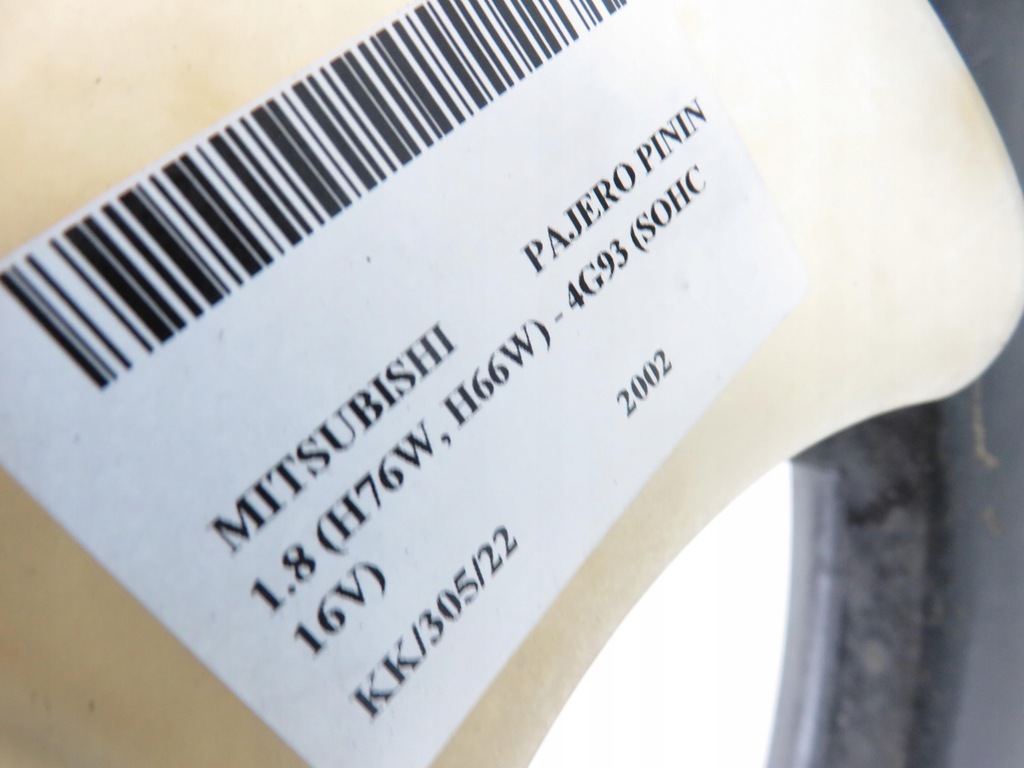 MITSUBISHI PAJERO PININ
1.8 (H76W, H66W) - 4G93 (SOHC
16V) 2002
KK/305/22